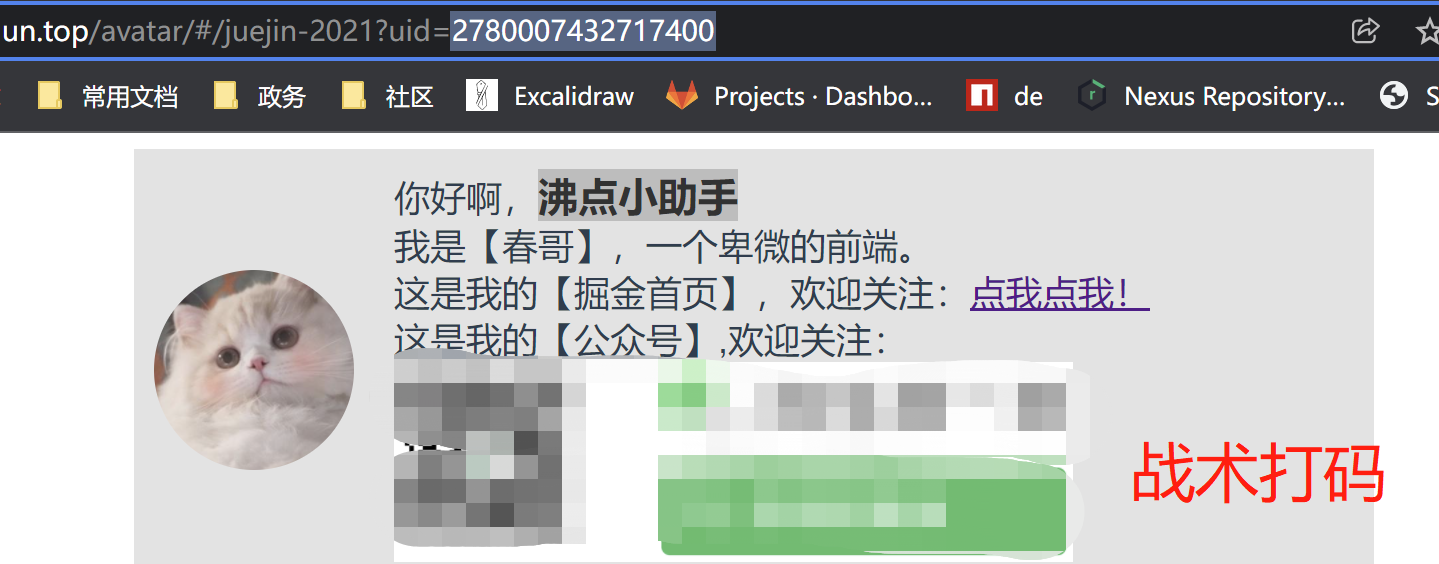 un.top/avatar/#/juejin-2021?uid=2780007432717400
常用文档 政务 社区 Excalidraw Projects · Dashbo... de Nexus Repository... S
你好啊，沸点小助手
我是【春哥】，一个卑微的前端。
这是我的【掘金首页】，欢迎关注：点我点我！
这是我的【公众号】,欢迎关注：
战术打码